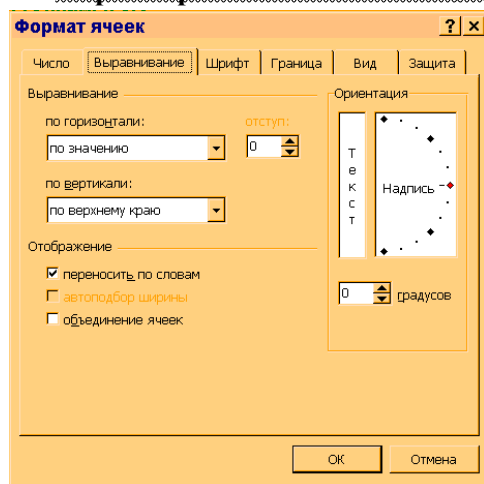 Формат ячеек
Число Выравнивание Шрифт Граница Вид Защита
Выравнивание
по горизонтали: отступ:
по значению 0
по вертикали:
по верхнему краю
Отображение
переносить по словам
автоподбор ширины
объединение ячеек
Ориентация
Текст
Надпись
0 градусов
ОК Отмена